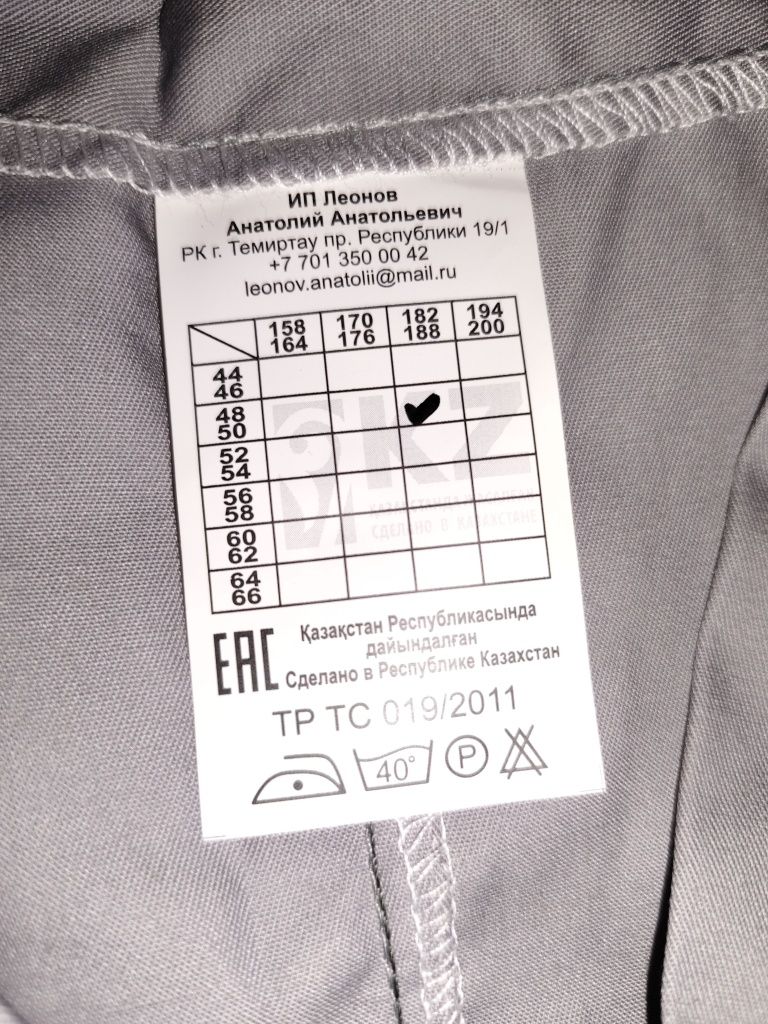 ИП Леонов
Анатолий Анатольевич
РК г. Темиртау пр. Республики 19/1
+7 701 350 00 42
leonov.anatolii@mail.ru
158 170 182 194
164 176 188 200
44
46
48
50
52
54
56
58
60
62
64
66
KZ
ҚАЗАҚСТАНДА ЖАСАЛҒАН
СДЕЛАНО В КАЗАХСТАНЕ
ЕАС
Қазақстан Республикасында
дайындалған
Сделано в Республике Казахстан
ТР ТС 019/2011
40° P